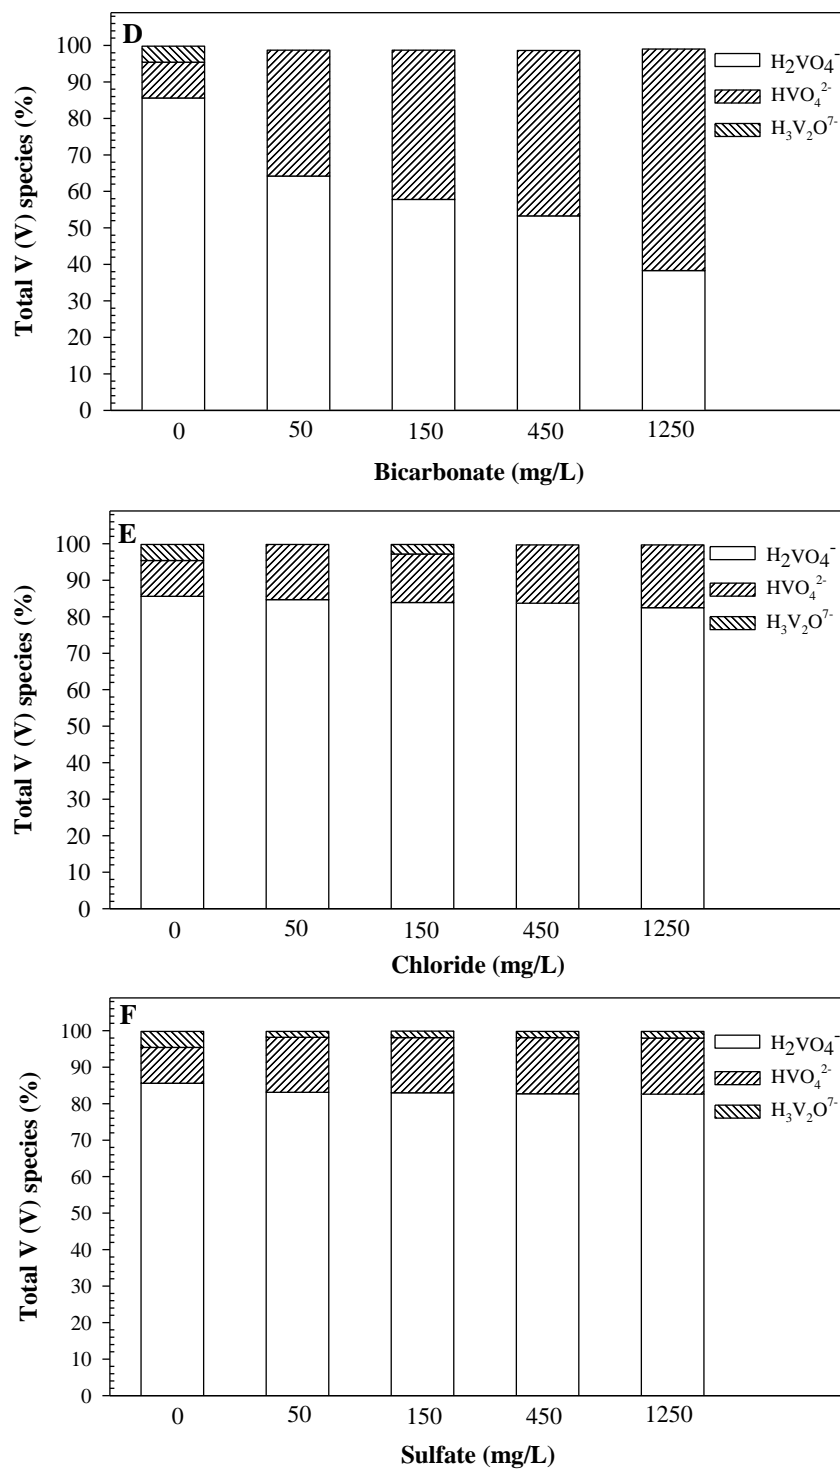 D
100
90
80
70
60
50
40
30
20
10
0
Total V (V) species (%)
H₂VO₄⁻
HVO₄²⁻
H₃V₂O⁷⁻
0 50 150 450 1250
Bicarbonate (mg/L)
E
100
90
80
70
60
50
40
30
20
10
0
Total V (V) species (%)
H₂VO₄⁻
HVO₄²⁻
H₃V₂O⁷⁻
0 50 150 450 1250
Chloride (mg/L)
F
100
90
80
70
60
50
40
30
20
10
0
Total V (V) species (%)
H₂VO₄⁻
HVO₄²⁻
H₃V₂O⁷⁻
0 50 150 450 1250
Sulfate (mg/L)